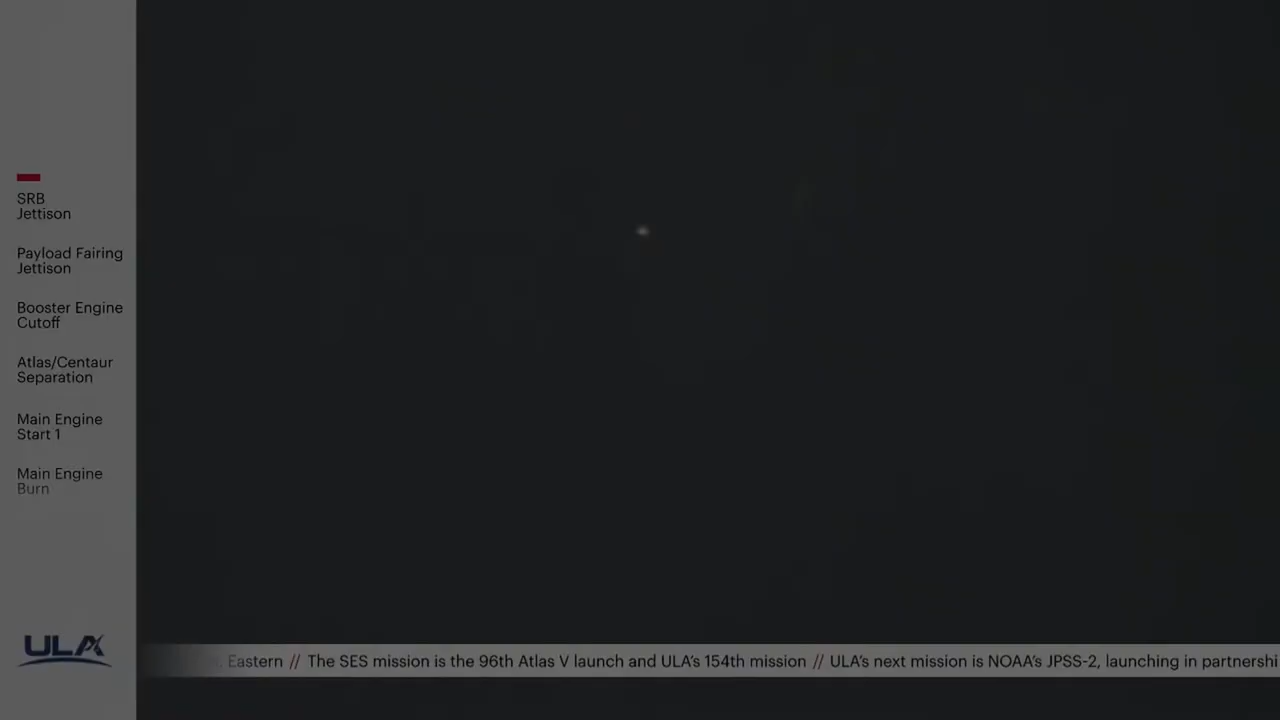 SRB
Jettison
Payload Fairing
Jettison
Booster Engine
Cutoff
Atlas/Centaur
Separation
Main Engine
Start 1
Main Engine
Burn
ULA
Eastern // The SES mission is the 96th Atlas V launch and ULA's 154th mission // ULA's next mission is NOAA's JPSS-2, launching in